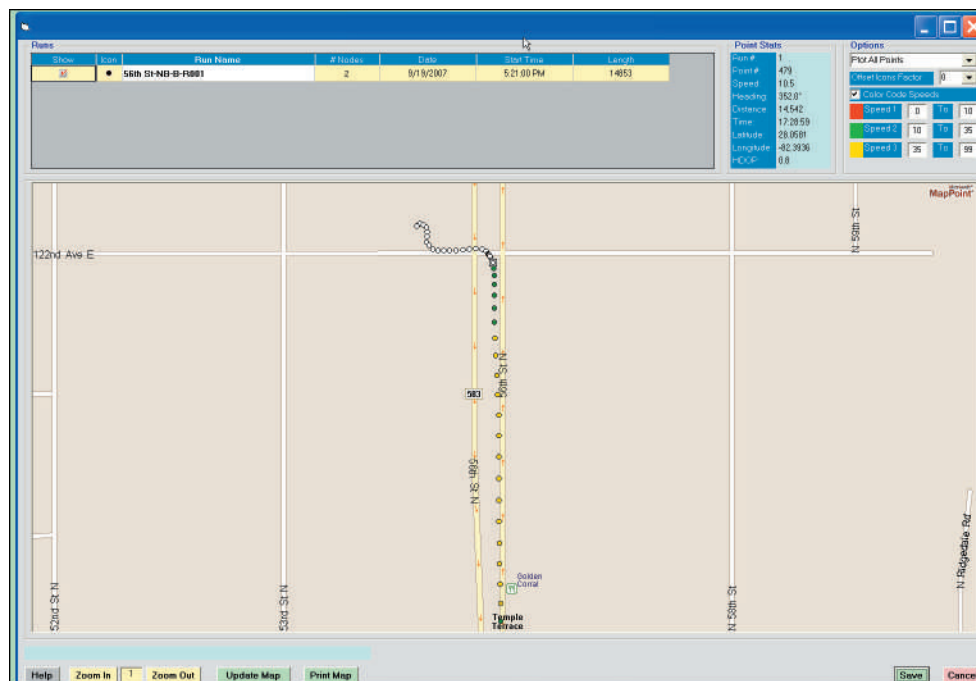 Runs
Show Icon Run Name # Nodes Date Start Time Length
56th St-NB-B-R001 2 9/19/2007 5:21:00 PM 14853
Point Stats
Run # 1
Point # 479
Speed 10.5
Heading 352.0°
Distance 14,542
Time: 17:28:59
Latitude 28.0581
Longitude -82.3936
HDOP 0.8
Options
Plot All Points
Offset Icons Factor 0
Color Code Speeds
Speed 1 0 To 10
Speed 2 10 To 35
Speed 3 35 To 99
MapPoint
122nd Ave E
N 59th St
56th St N
583
56th St N
52nd St N
53rd St N
N 58th St
N Ridgedale Rd
Golden Corral
Temple Terrace
Help Zoom In 1 Zoom Out Update Map Print Map Save Cance